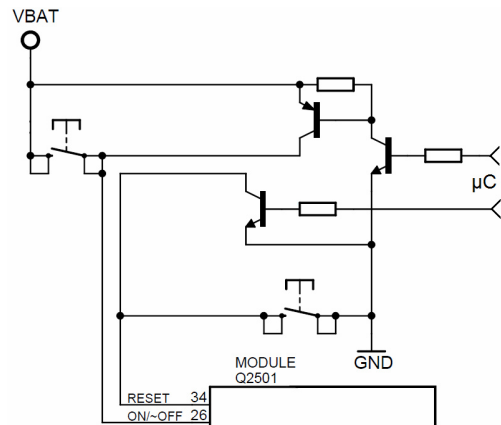 VBAT
µC
GND
MODULE
Q2501
RESET 34
ON/~OFF 26